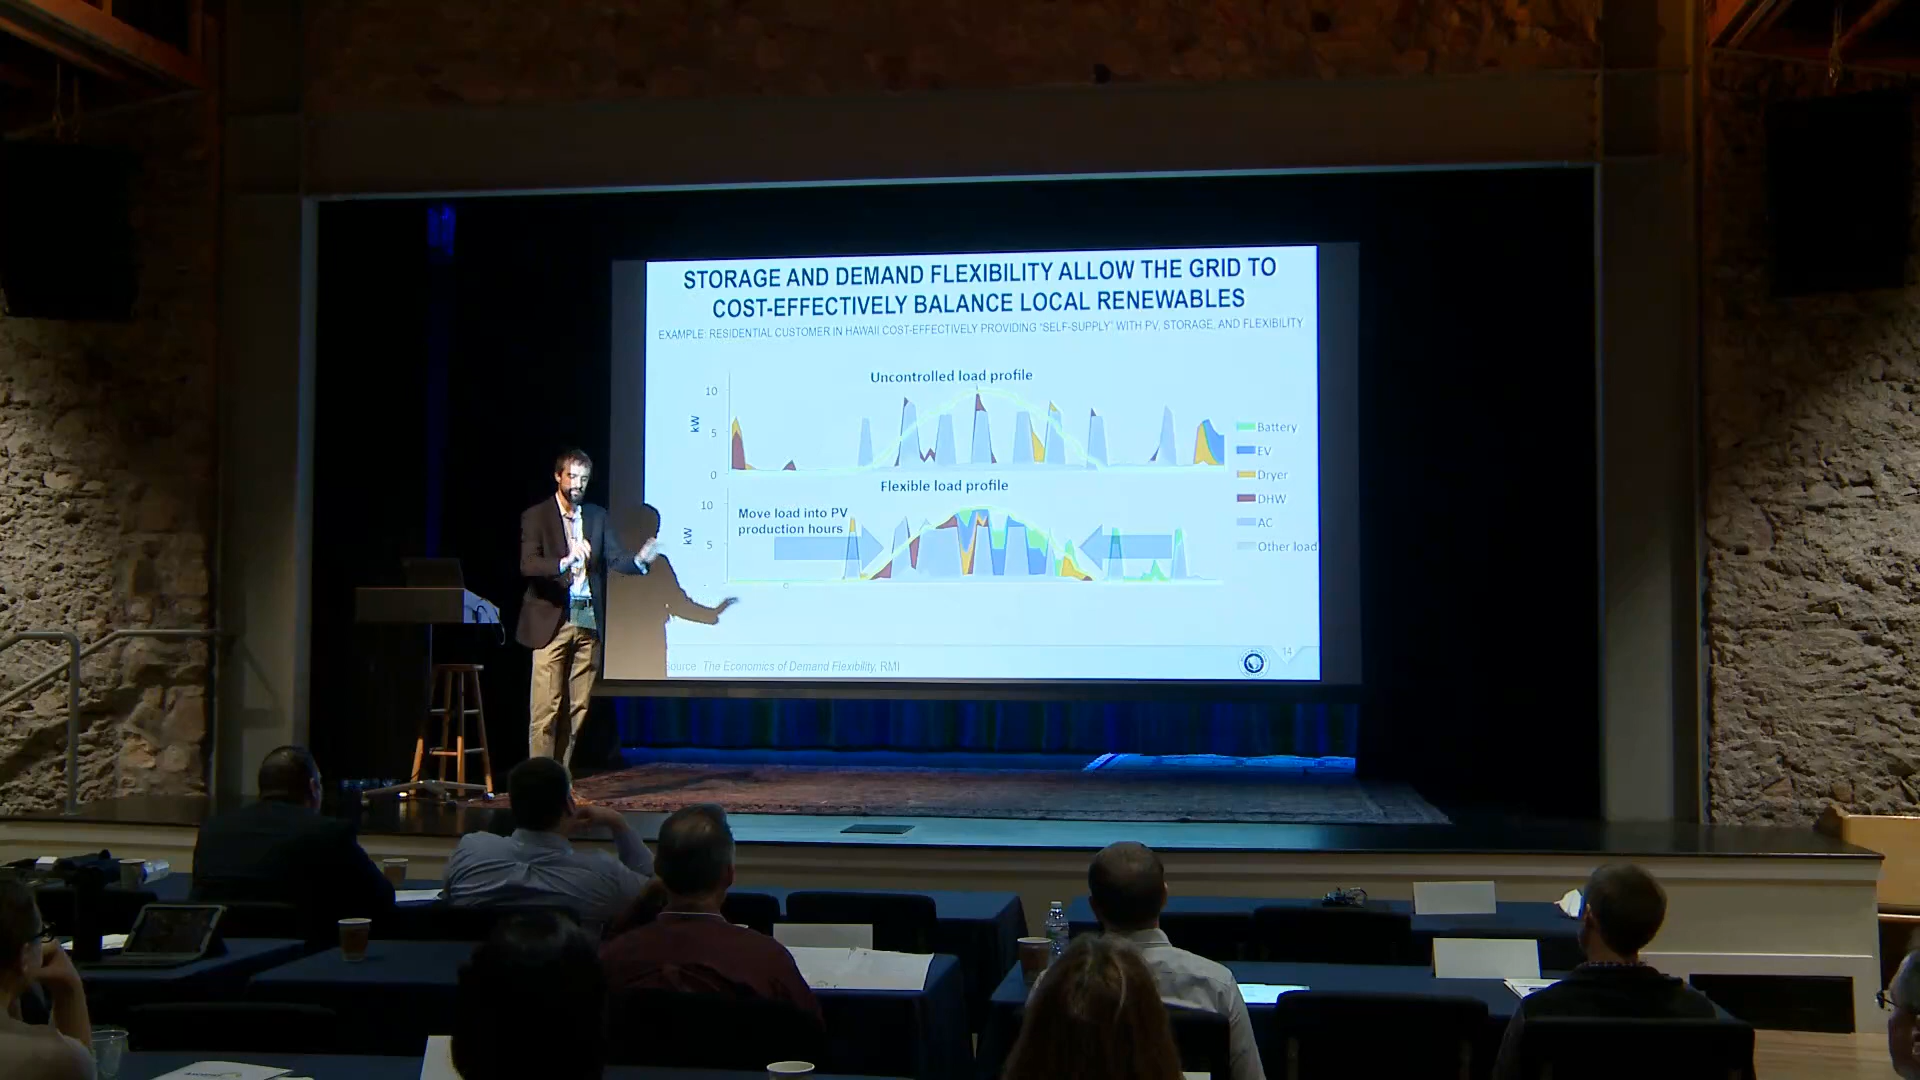 STORAGE AND DEMAND FLEXIBILITY ALLOW THE GRID TO
COST-EFFECTIVELY BALANCE LOCAL RENEWABLES
EXAMPLE: RESIDENTIAL CUSTOMER IN HAWAII COST-EFFECTIVELY PROVIDING "SELF-SUPPLY" WITH PV, STORAGE, AND FLEXIBILITY
Uncontrolled load profile
10
kW
5
0
Battery
EV
Dryer
DHW
AC
Other load
Flexible load profile
10
Move load into PV
production hours
kW
5
Source: The Economics of Demand Flexibility, RMI
14